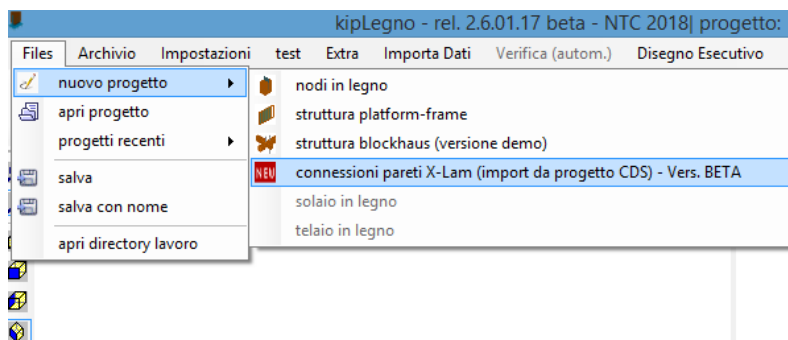 kipLegno - rel. 2.6.01.17 beta - NTC 2018| progetto:
Files Archivio Impostazioni test Extra Importa Dati Verifica (autom.) Disegno Esecutivo
nuovo progetto
apri progetto
progetti recenti
salva
salva con nome
apri directory lavoro
nodi in legno
struttura platform-frame
struttura blockhaus (versione demo)
NEW connessioni pareti X-Lam (import da progetto CDS) - Vers. BETA
solaio in legno
telaio in legno